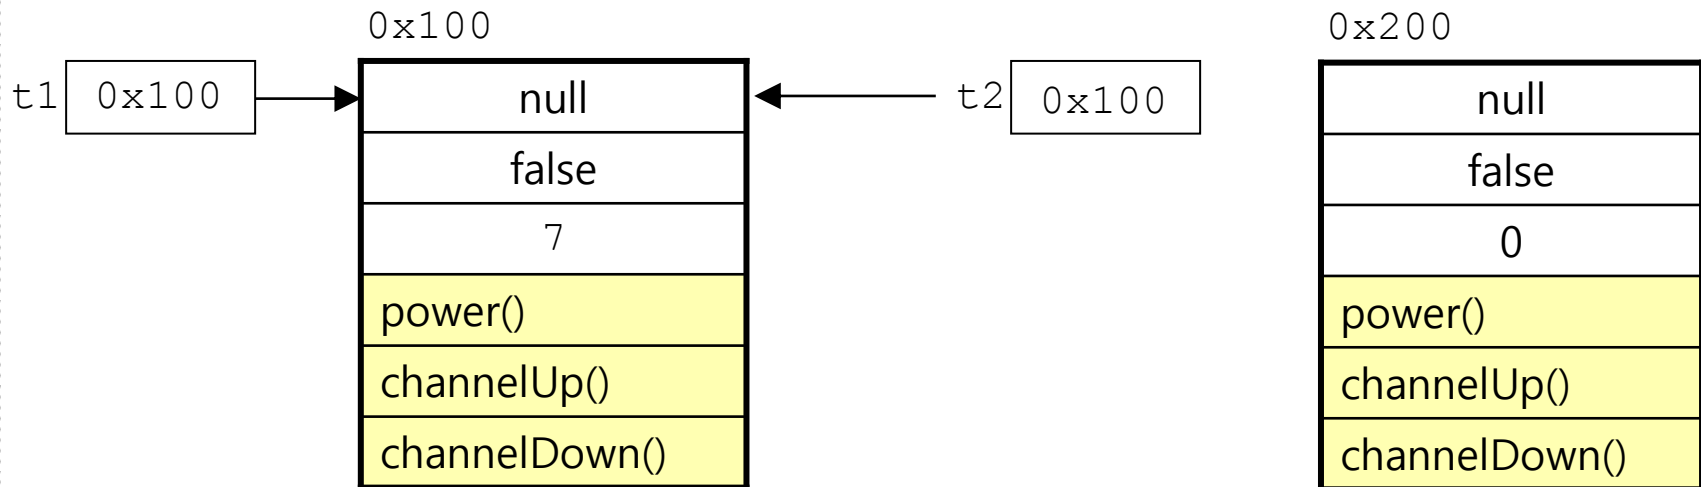 0x100
0x200
t1 0x100
null
t2 0x100
null
false
false
7
0
power()
power()
channelUp()
channelUp()
channelDown()
channelDown()